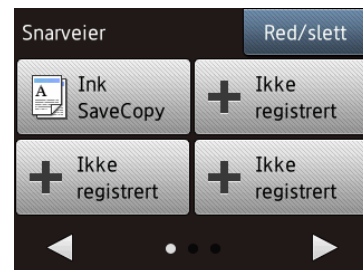 Snarveier
Red/slett
Ink
SaveCopy
Ikke
registrert
Ikke
registrert
Ikke
registrert